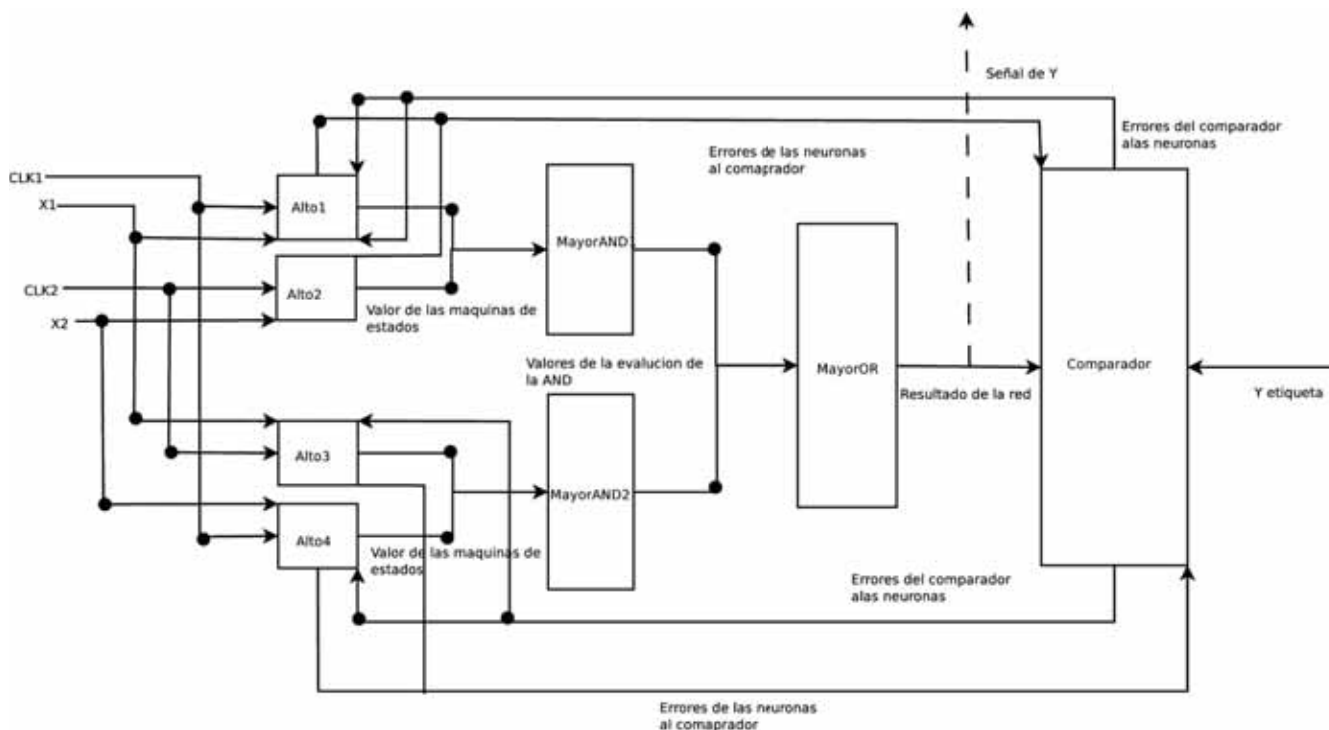 Señal de Y
Errores del comparador
alas neuronas
Errores de las neuronas
al comaprador
CLK1
X1
Alto1
MayorAND
CLK2
Alto2
X2
Valor de las maquinas de
estados
Valores de la evalucion de
la AND
MayorOR
Resultado de la red
Comparador
Y etiqueta
Alto3
MayorAND2
Alto4
Valor de las maquinas de
estados
Errores del comparador
alas neuronas
Errores de las neuronas
al comaprador